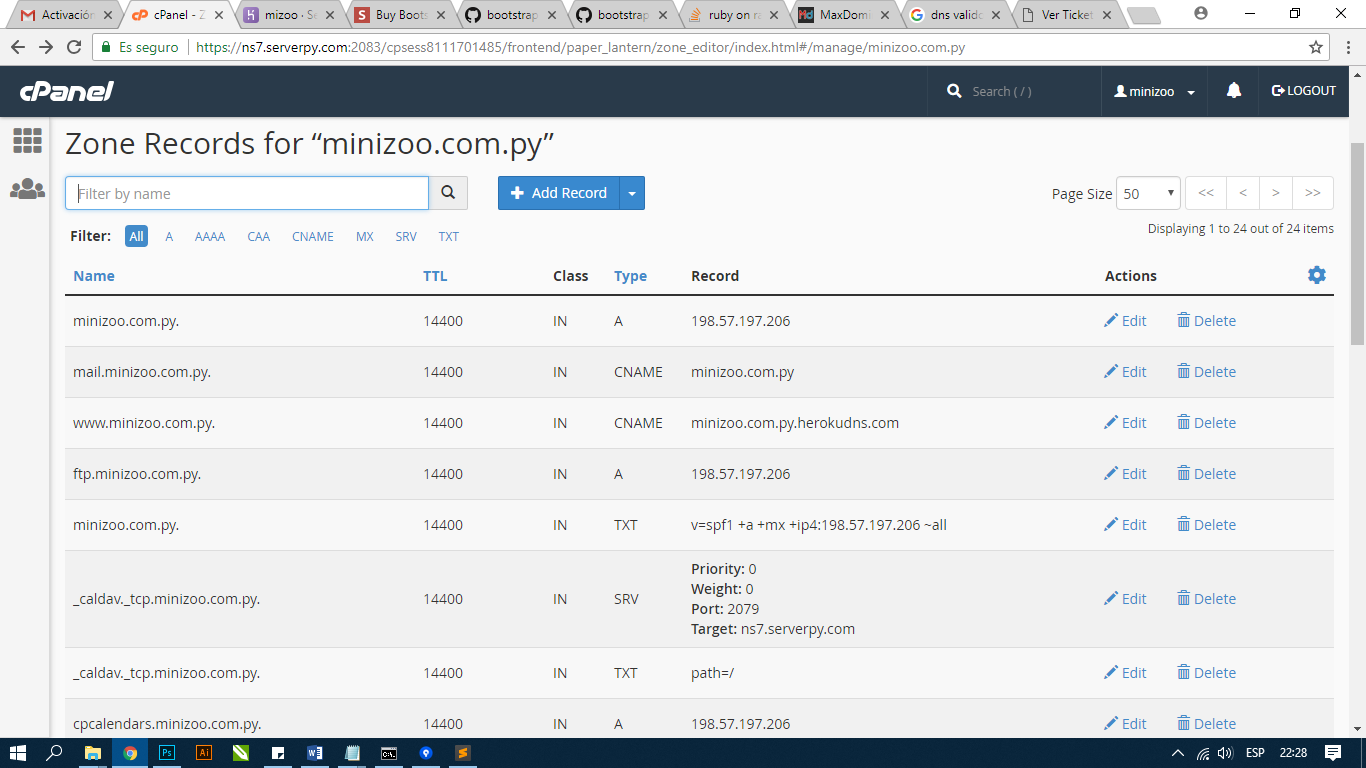 Activación
cPanel - Z
mizoo · Se
Buy Boots
bootstrap
bootstrap
ruby on ra
MaxDomi
dns valido
Ver Ticket
Es seguro https://ns7.serverpy.com:2083/cpsess8111701485/frontend/paper_lantern/zone_editor/index.html#/manage/minizoo.com.py
cPanel Search ( / ) minizoo LOGOUT
Zone Records for “minizoo.com.py”
Filter by name Add Record Page Size 50 << < > >>
Filter: All A AAAA CAA CNAME MX SRV TXT Displaying 1 to 24 out of 24 items
Name TTL Class Type Record Actions
minizoo.com.py. 14400 IN A 198.57.197.206 Edit Delete
mail.minizoo.com.py. 14400 IN CNAME minizoo.com.py Edit Delete
www.minizoo.com.py. 14400 IN CNAME minizoo.com.py.herokudns.com Edit Delete
ftp.minizoo.com.py. 14400 IN A 198.57.197.206 Edit Delete
minizoo.com.py. 14400 IN TXT v=spf1 +a +mx +ip4:198.57.197.206 ~all Edit Delete
Priority: 0
Weight: 0
_caldav._tcp.minizoo.com.py. 14400 IN SRV Edit Delete
Port: 2079
Target: ns7.serverpy.com
_caldav._tcp.minizoo.com.py. 14400 IN TXT path=/ Edit Delete
cpcalendars.minizoo.com.py. 14400 IN A 198.57.197.206 Edit Delete
ESP 22:28